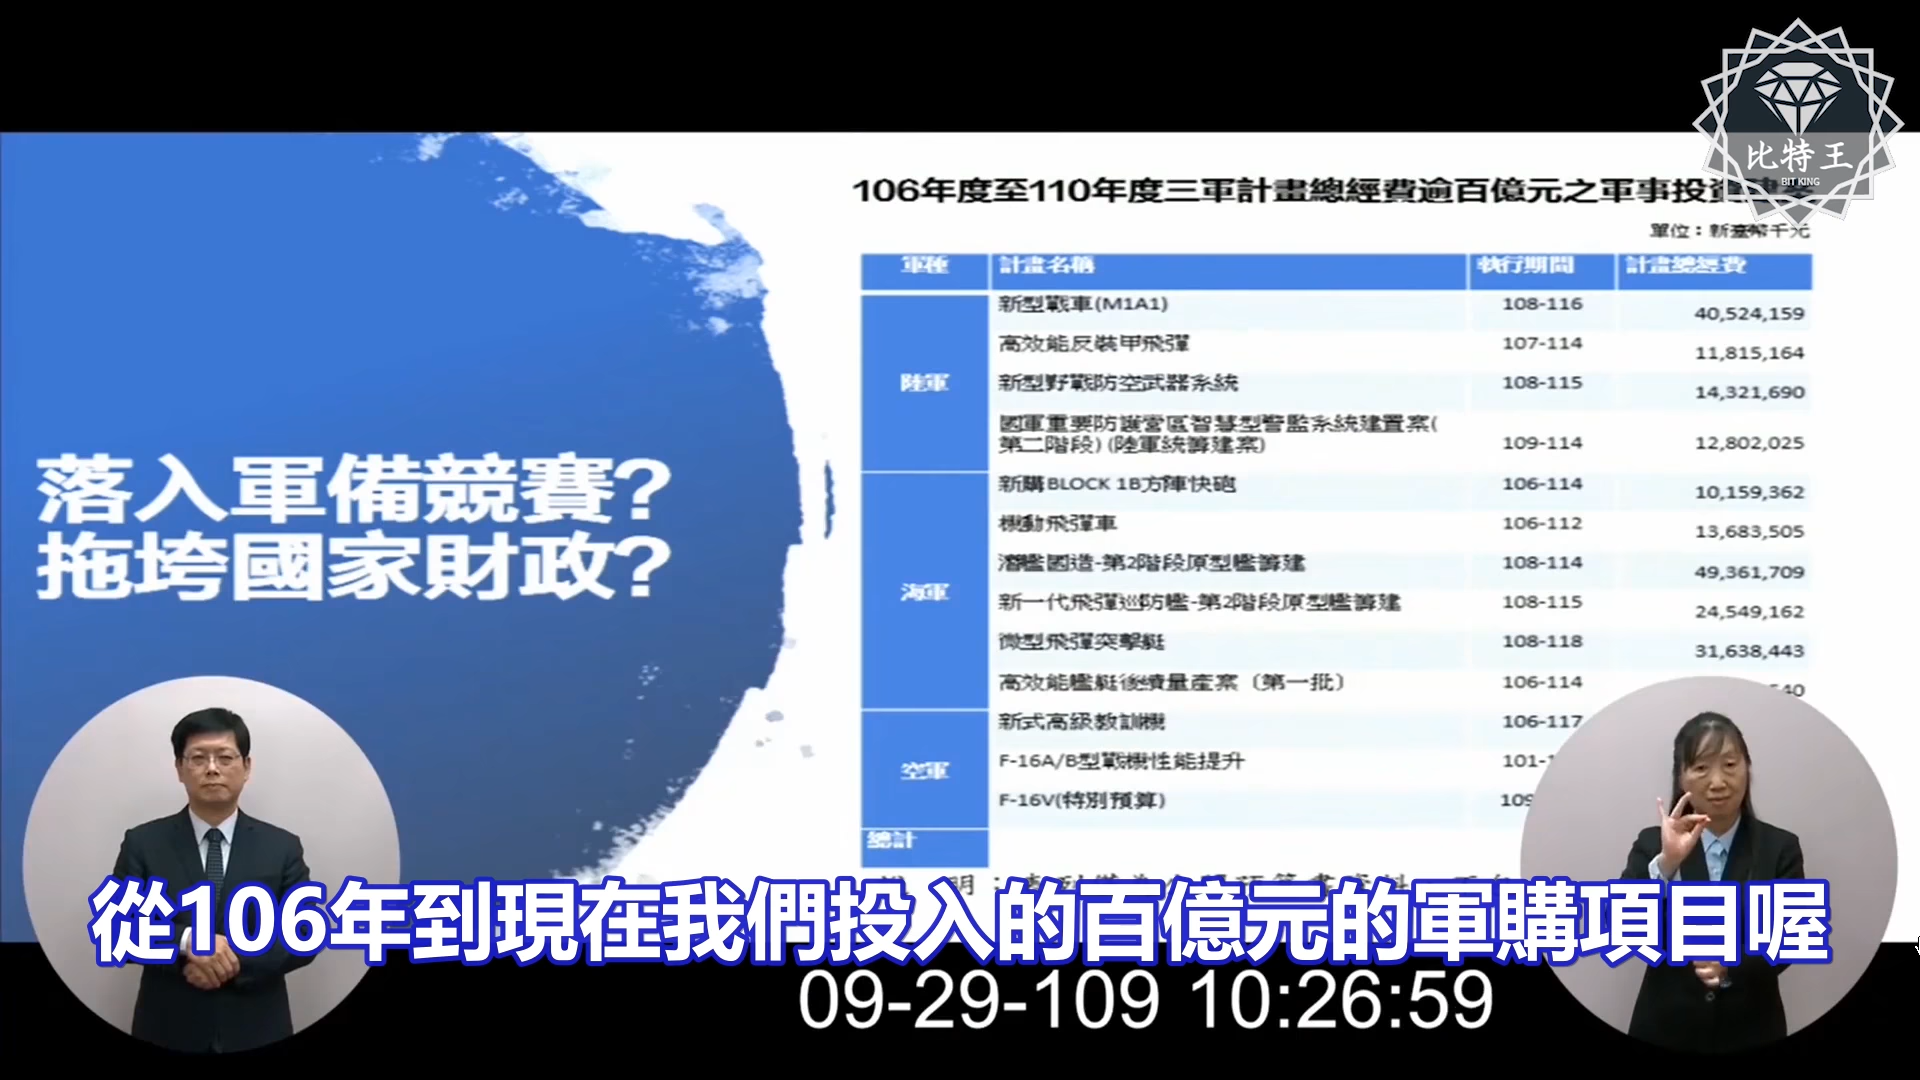 比特王
BIT KING
106年度至110年度三軍計畫總經費逾百億元之軍事投資建案
單位：新臺幣千元
落入軍備競賽?
拖垮國家財政?
軍種 計畫名稱 執行期間 計畫總經費
陸軍
新型戰車(M1A1) 108-116 40,524,159
高效能反裝甲飛彈 107-114 11,815,164
新型野戰防空武器系統 108-115 14,321,690
國軍重要防護營區智慧型警監系統建置案(
第二階段)(陸軍統籌建案) 109-114 12,802,025
海軍
新購BLOCK 1B方陣快砲 106-114 10,159,362
機動飛彈車 106-112 13,683,505
潛艦國造-第2階段原型艦籌建 108-114 49,361,709
新一代飛彈巡防艦-第2階段原型艦籌建 108-115 24,549,162
微型飛彈突擊艇 108-118 31,638,443
高效能艦艇後續量產案〔第一批〕 106-114
空軍
新式高級教訓機 106-117
F-16A/B型戰機性能提升 101-1
F-16V(特別預算) 109
總計
從106年到現在我們投入的百億元的軍購項目喔
09-29-109 10:26:59